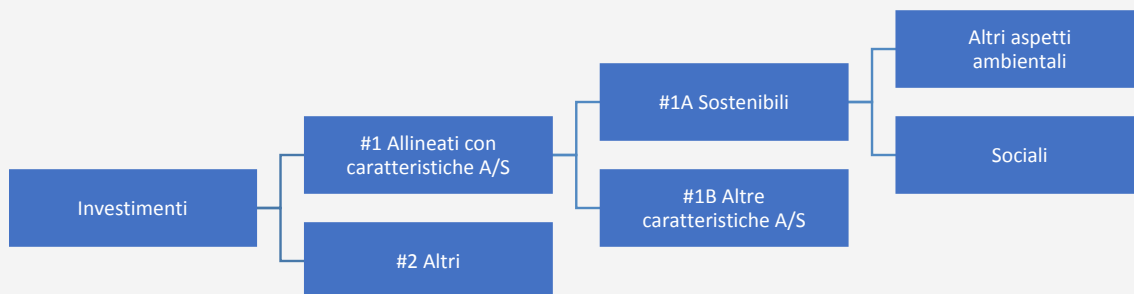 Investimenti
#1 Allineati con
caratteristiche A/S
#2 Altri
#1A Sostenibili
#1B Altre
caratteristiche A/S
Altri aspetti
ambientali
Sociali